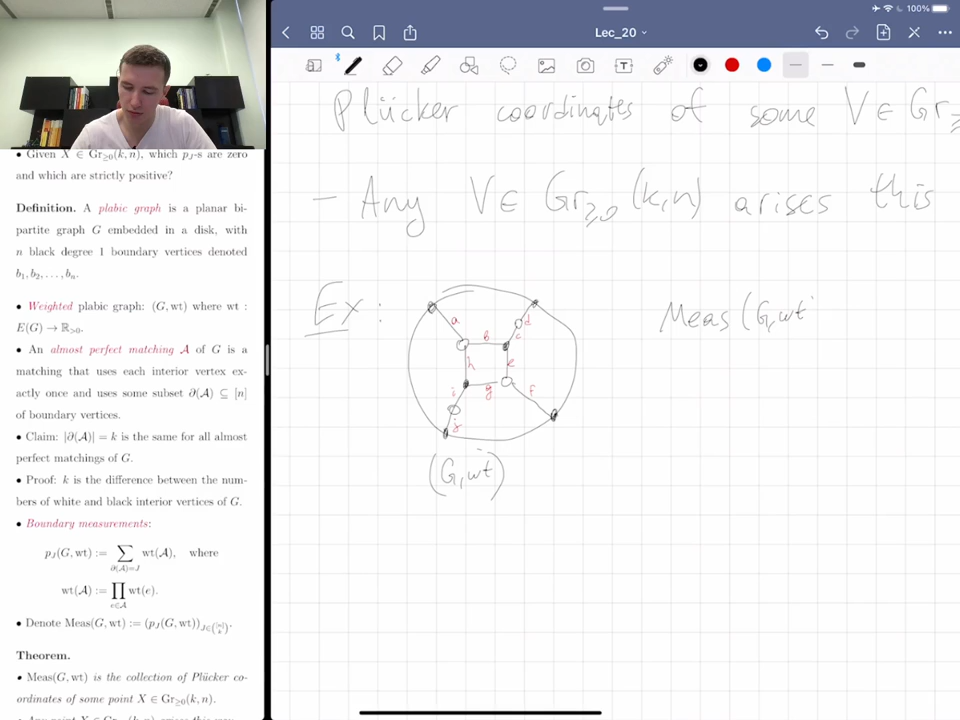 • Given X ∈ Gr≥0(k, n), which pJ-s are zero
and which are strictly positive?
Definition. A plabic graph is a planar bi-
partite graph G embedded in a disk, with
n black degree 1 boundary vertices denoted
b1, b2, . . . , bn.
• Weighted plabic graph: (G, wt) where wt :
E(G) → ℝ>0.
• An almost perfect matching 𝒜 of G is a
matching that uses each interior vertex ex-
actly once and uses some subset ∂(𝒜) ⊆ [n]
of boundary vertices.
• Claim: |∂(𝒜)| = k is the same for all almost
perfect matchings of G.
• Proof: k is the difference between the num-
bers of white and black interior vertices of G.
• Boundary measurements:
pJ(G, wt) := ∑ wt(𝒜), where
∂(𝒜)=J
wt(𝒜) := ∏ wt(e).
e∈𝒜
• Denote Meas(G, wt) := (pJ(G, wt))J∈([n] k).
Theorem.
• Meas(G, wt) is the collection of Plücker co-
ordinates of some point X ∈ Gr≥0(k, n).
100%
Lec_20
Plücker coordinates of some V ∈ Gr≥
– Any V ∈ Gr≥0 (k,n) arises this
Ex:
a
d
b
c
h
e
i
g
f
j
(G, wt)
Meas (G, wt